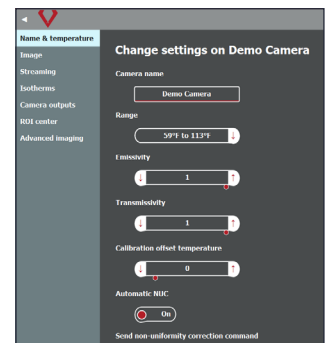 Name & temperature
Image
Streaming
Isotherms
Camera outputs
ROI center
Advanced imaging
Change settings on Demo Camera
Camera name
Demo Camera
Range
59°F to 113°F
Emissivity
1
Transmissivity
1
Calibration offset temperature
0
Automatic NUC
On
Send non-uniformity correction command